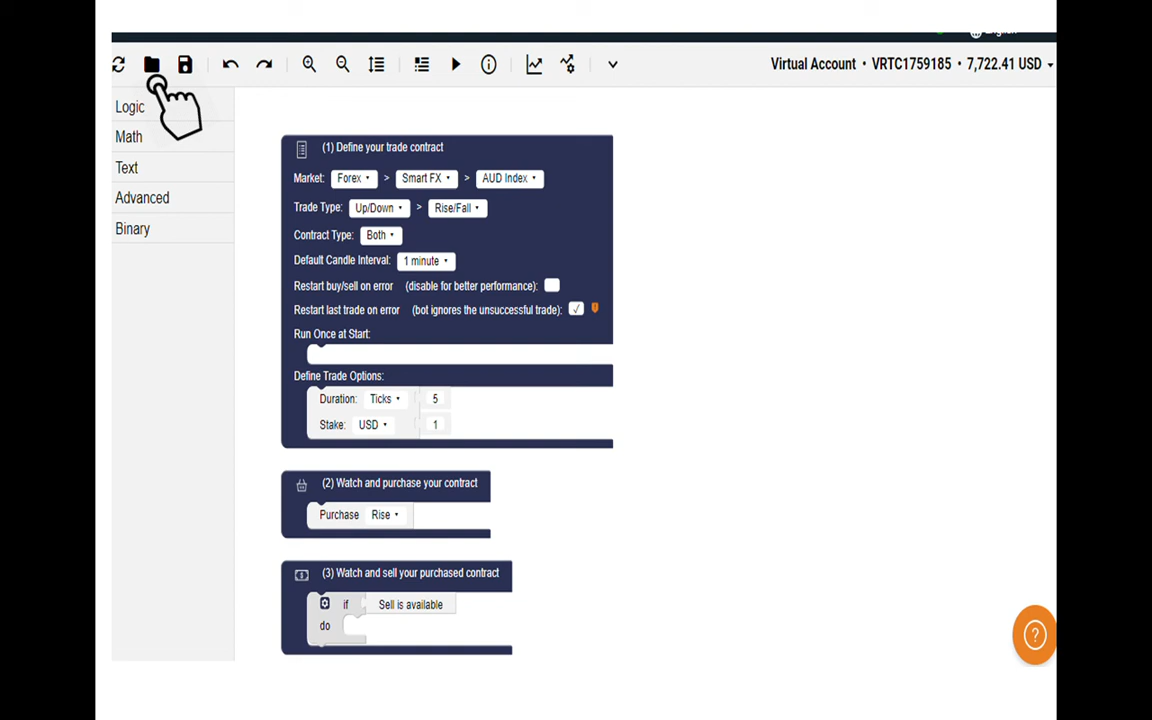 English
Virtual Account • VRTC1759185 • 7,722.41 USD
Logic
Math
Text
Advanced
Binary
(1) Define your trade contract
Market: Forex > Smart FX > AUD Index
Trade Type: Up/Down > Rise/Fall
Contract Type: Both
Default Candle Interval: 1 minute
Restart buy/sell on error (disable for better performance):
Restart last trade on error (bot ignores the unsuccessful trade): ✓
Run Once at Start:
Define Trade Options:
Duration: Ticks 5
Stake: USD 1
(2) Watch and purchase your contract
Purchase Rise
(3) Watch and sell your purchased contract
if Sell is available
do
?